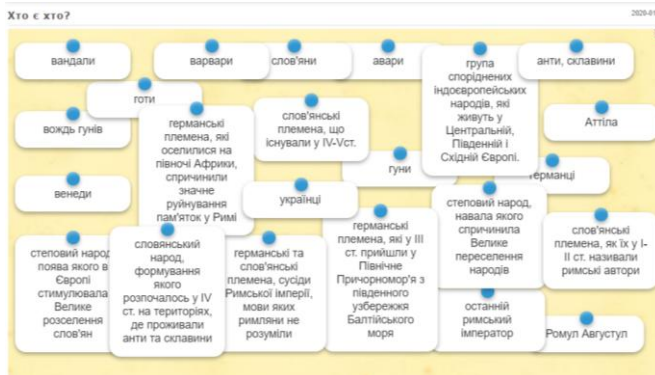 Хто є хто?
2020-01
вандали
варвари
слов'яни
авари
група
споріднених
індоєвропейських
народів, які
живуть у
Центральній,
Південній і
Східній Європі.
анти, склавини
готи
вождь гунів
германські
племена, які
оселилися на
півночі Африки,
спричинили
значне
руйнування
пам'яток у Римі
слов'янські
племена, що
існували у IV-Vст.
Аттіла
гуни
германці
венеди
українці
степовий народ,
поява якого в
Європі
стимулювала
Велике
розселення
слов'ян
словянський
народ,
формування
якого
розпочалось у IV
ст. на територіях,
де проживали
анти та склавини
германські та
слов'янські
племена, сусіди
Римської імперії,
мови яких
римляни не
розуміли
германські
племена, які у III
ст. прийшли у
Північне
Причорномор'я з
південного
узбережжя
Балтійського
моря
степовий народ,
навала якого
спричинила
Велике
переселення
народів
слов'янські
племена, як їх у I-
II ст. називали
римські автори
останній
римський
імператор
Ромул Августул